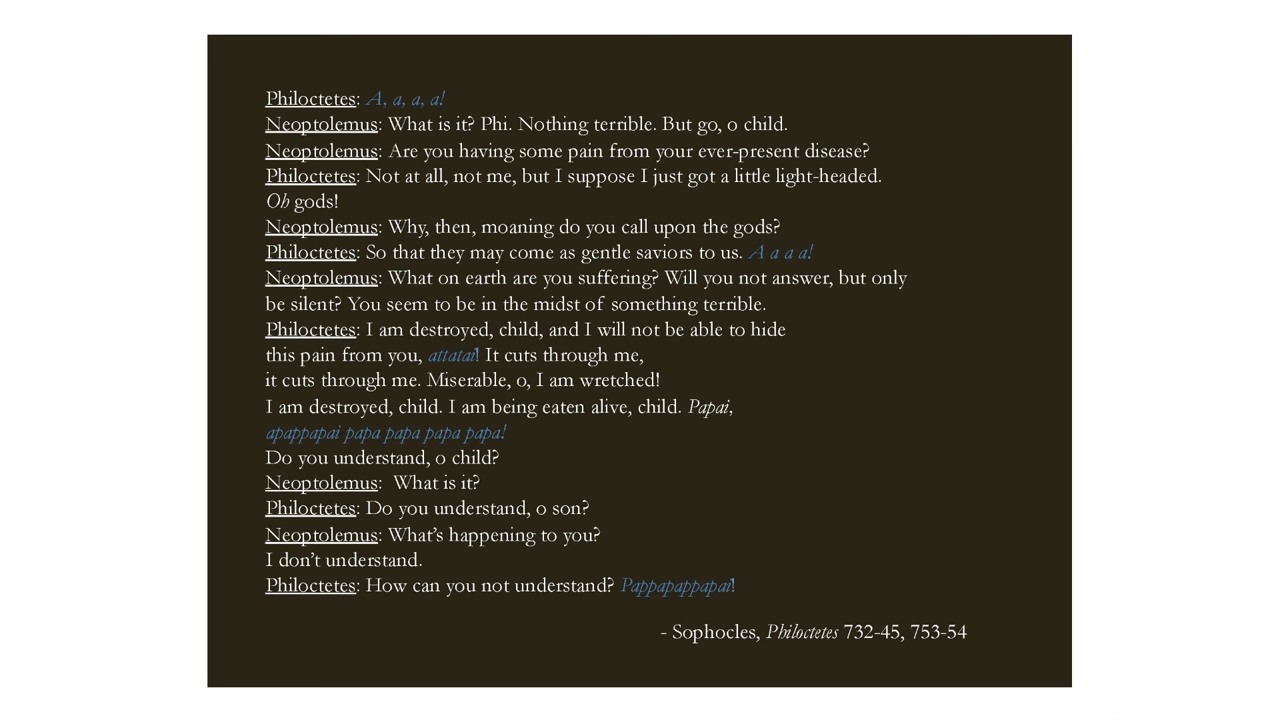 Philoctetes: A, a, a, a!
Neoptolemus: What is it? Phi. Nothing terrible. But go, o child.
Neoptolemus: Are you having some pain from your ever-present disease?
Philoctetes: Not at all, not me, but I suppose I just got a little light-headed.
Oh gods!
Neoptolemus: Why, then, moaning do you call upon the gods?
Philoctetes: So that they may come as gentle saviors to us. A a a a!
Neoptolemus: What on earth are you suffering? Will you not answer, but only
be silent? You seem to be in the midst of something terrible.
Philoctetes: I am destroyed, child, and I will not be able to hide
this pain from you, attatai! It cuts through me,
it cuts through me. Miserable, o, I am wretched!
I am destroyed, child. I am being eaten alive, child. Papai,
apappapai papa papa papa papa!
Do you understand, o child?
Neoptolemus: What is it?
Philoctetes: Do you understand, o son?
Neoptolemus: What's happening to you?
I don't understand.
Philoctetes: How can you not understand? Pappapappapai!
- Sophocles, Philoctetes 732-45, 753-54